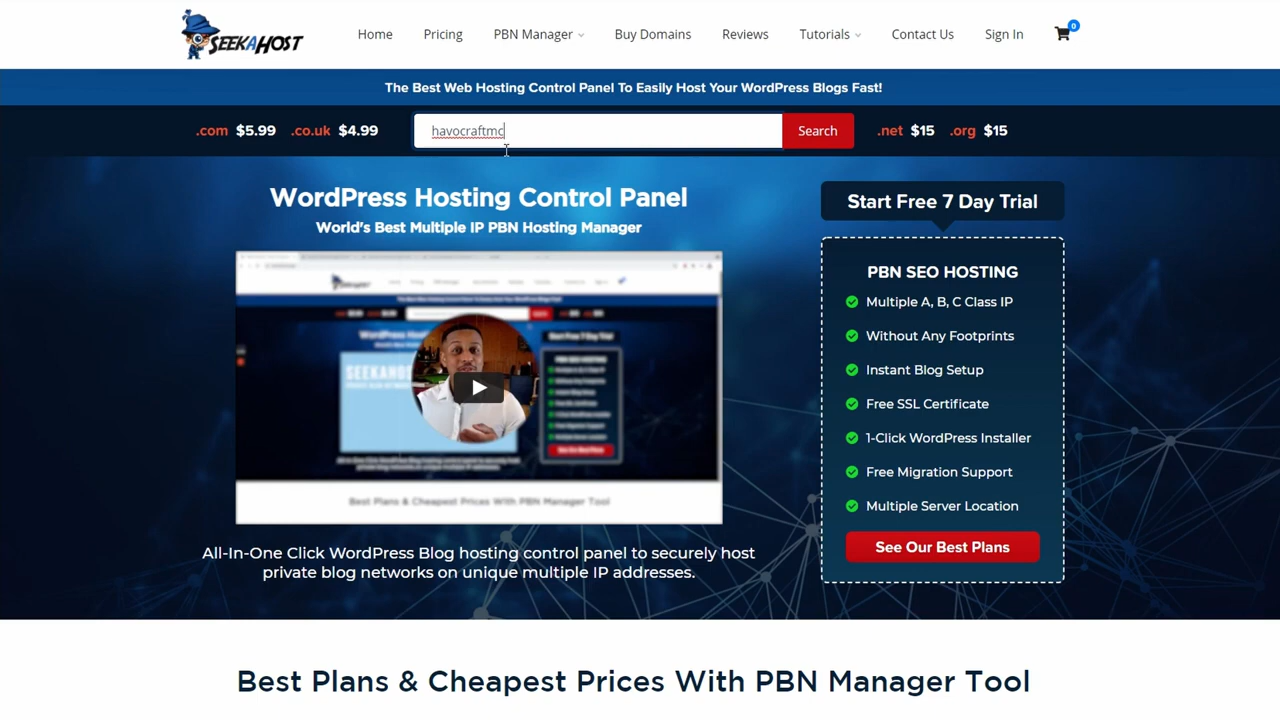 SEEKAHOST
Home
Pricing
PBN Manager
Buy Domains
Reviews
Tutorials
Contact Us
Sign In
0
The Best Web Hosting Control Panel To Easily Host Your WordPress Blogs Fast!
.com $5.99 .co.uk $4.99
havocraftmc
Search
.net $15 .org $15
WordPress Hosting Control Panel
World's Best Multiple IP PBN Hosting Manager
Best Plans & Cheapest Prices With PBN Manager Tool
All-In-One Click WordPress Blog hosting control panel to securely host
private blog networks on unique multiple IP addresses.
Start Free 7 Day Trial
PBN SEO HOSTING
Multiple A, B, C Class IP
Without Any Footprints
Instant Blog Setup
Free SSL Certificate
1-Click WordPress Installer
Free Migration Support
Multiple Server Location
See Our Best Plans
Best Plans & Cheapest Prices With PBN Manager Tool